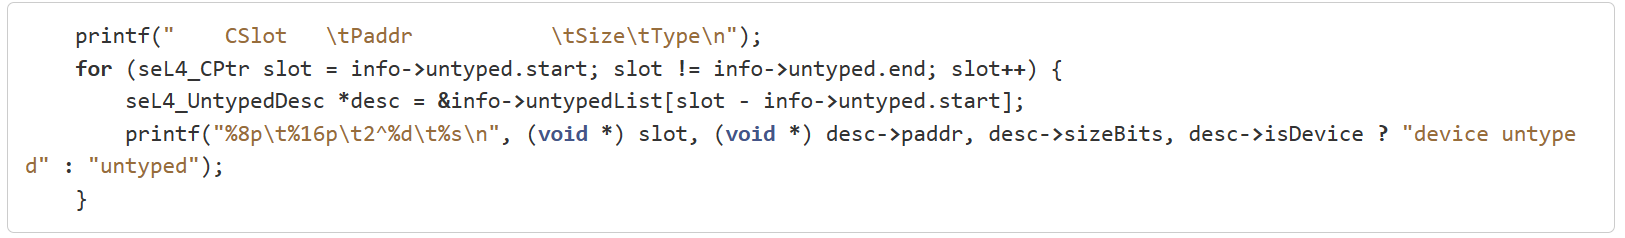 printf("    CSlot   \tPaddr           \tSize\tType\n");
    for (seL4_CPtr slot = info->untyped.start; slot != info->untyped.end; slot++) {
        seL4_UntypedDesc *desc = &info->untypedList[slot - info->untyped.start];
        printf("%8p\t%16p\t2^%d\t%s\n", (void *) slot, (void *) desc->paddr, desc->sizeBits, desc->isDevice ? "device untype
d" : "untyped");
    }